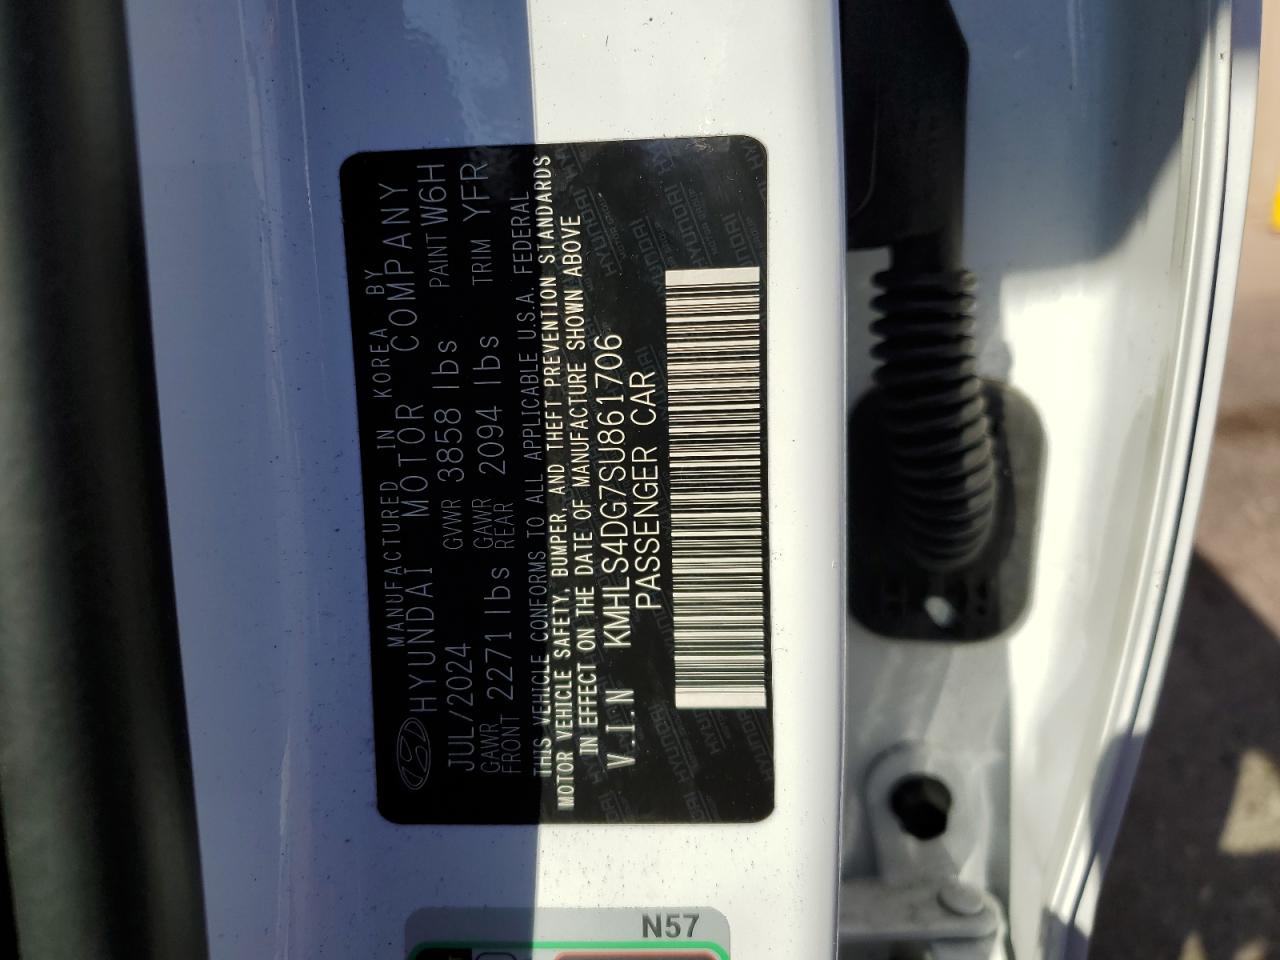 MANUFACTURED IN KOREA BY
HYUNDAI MOTOR COMPANY
JUL/2024 GVWR 3858 lbs PAINT W6H
GAWR FRONT 2271 lbs GAWR REAR 2094 lbs TRIM YFR
THIS VEHICLE CONFORMS TO ALL APPLICABLE U.S.A. FEDERAL
MOTOR VEHICLE SAFETY, BUMPER, AND THEFT PREVENTION STANDARDS
IN EFFECT ON THE DATE OF MANUFACTURE SHOWN ABOVE
V.I.N KMHLS4DG7SU861706
PASSENGER CAR
N57